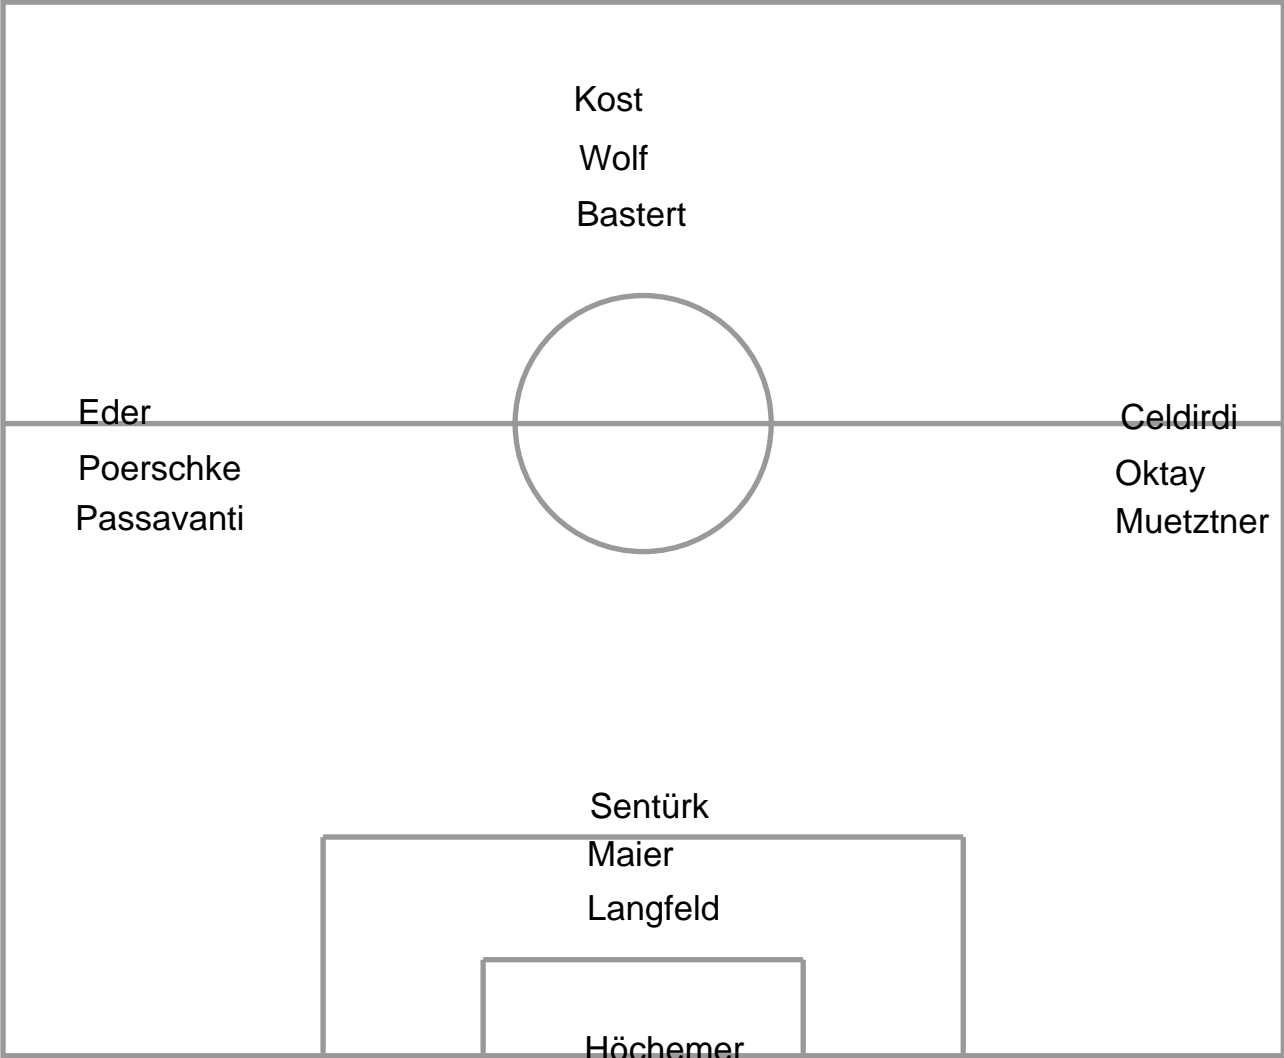 Kost
Wolf
Bastert
Eder
Celdirdi
Poerschke
Oktay
Passavanti
Muetztner
Sentürk
Maier
Langfeld
Höchemer